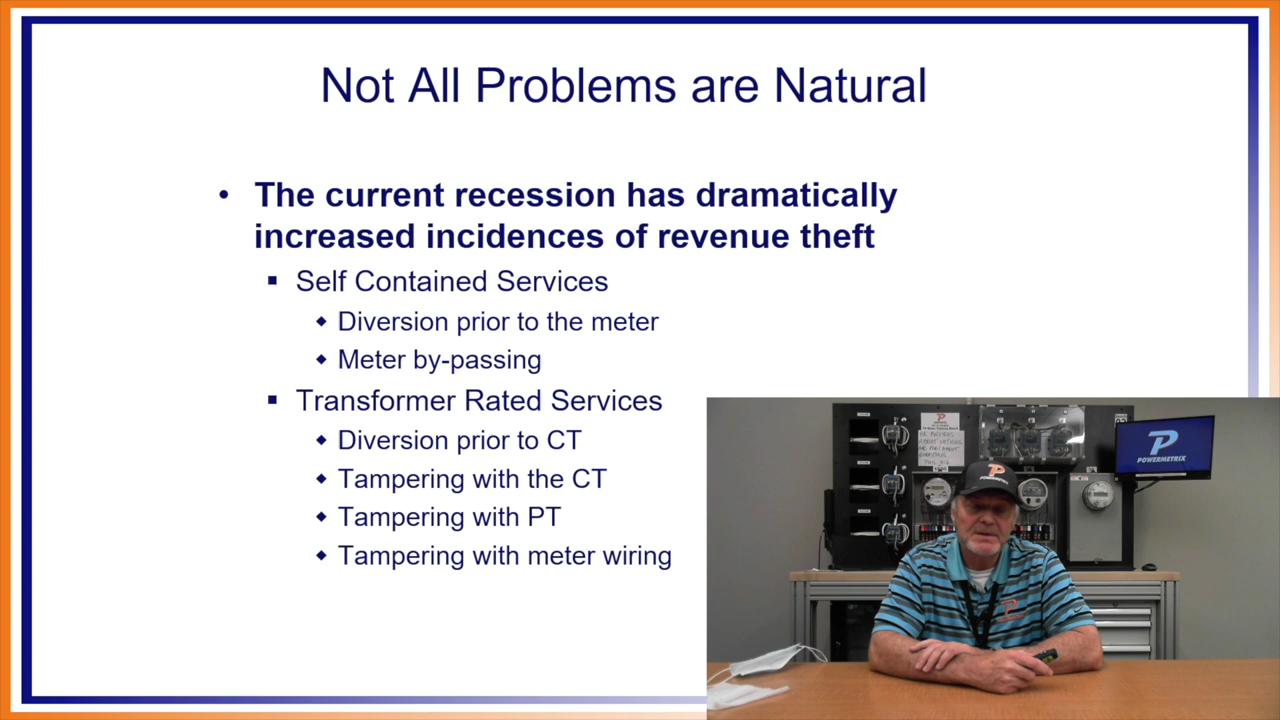 Not All Problems are Natural
• The current recession has dramatically
increased incidences of revenue theft
▪ Self Contained Services
◆ Diversion prior to the meter
◆ Meter by-passing
▪ Transformer Rated Services
◆ Diversion prior to CT
◆ Tampering with the CT
◆ Tampering with PT
◆ Tampering with meter wiring
P
POWERMETRIX
P
POWERMETRIX
P